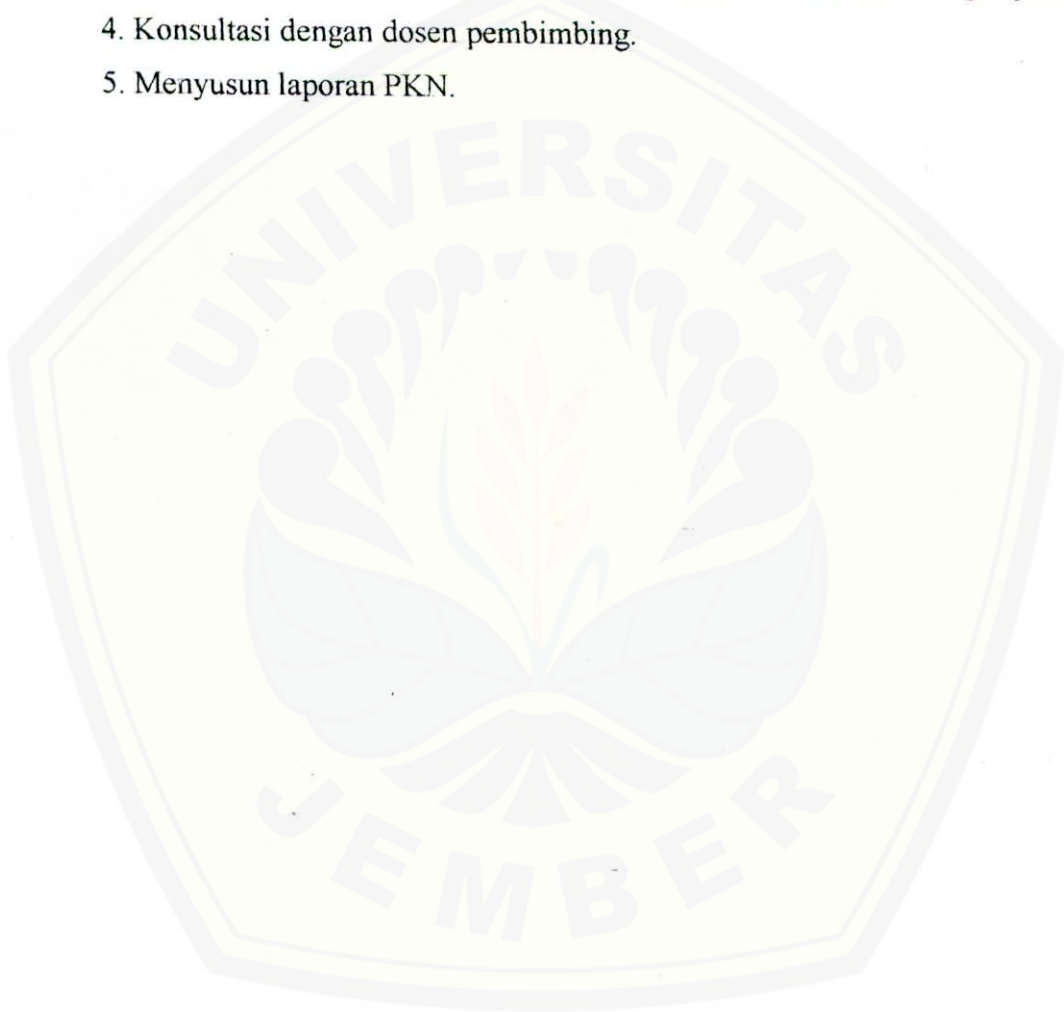 4. Konsultasi dengan dosen pembimbing.
5. Menyusun laporan PKN.
UNIVERSITAS
JEMBER